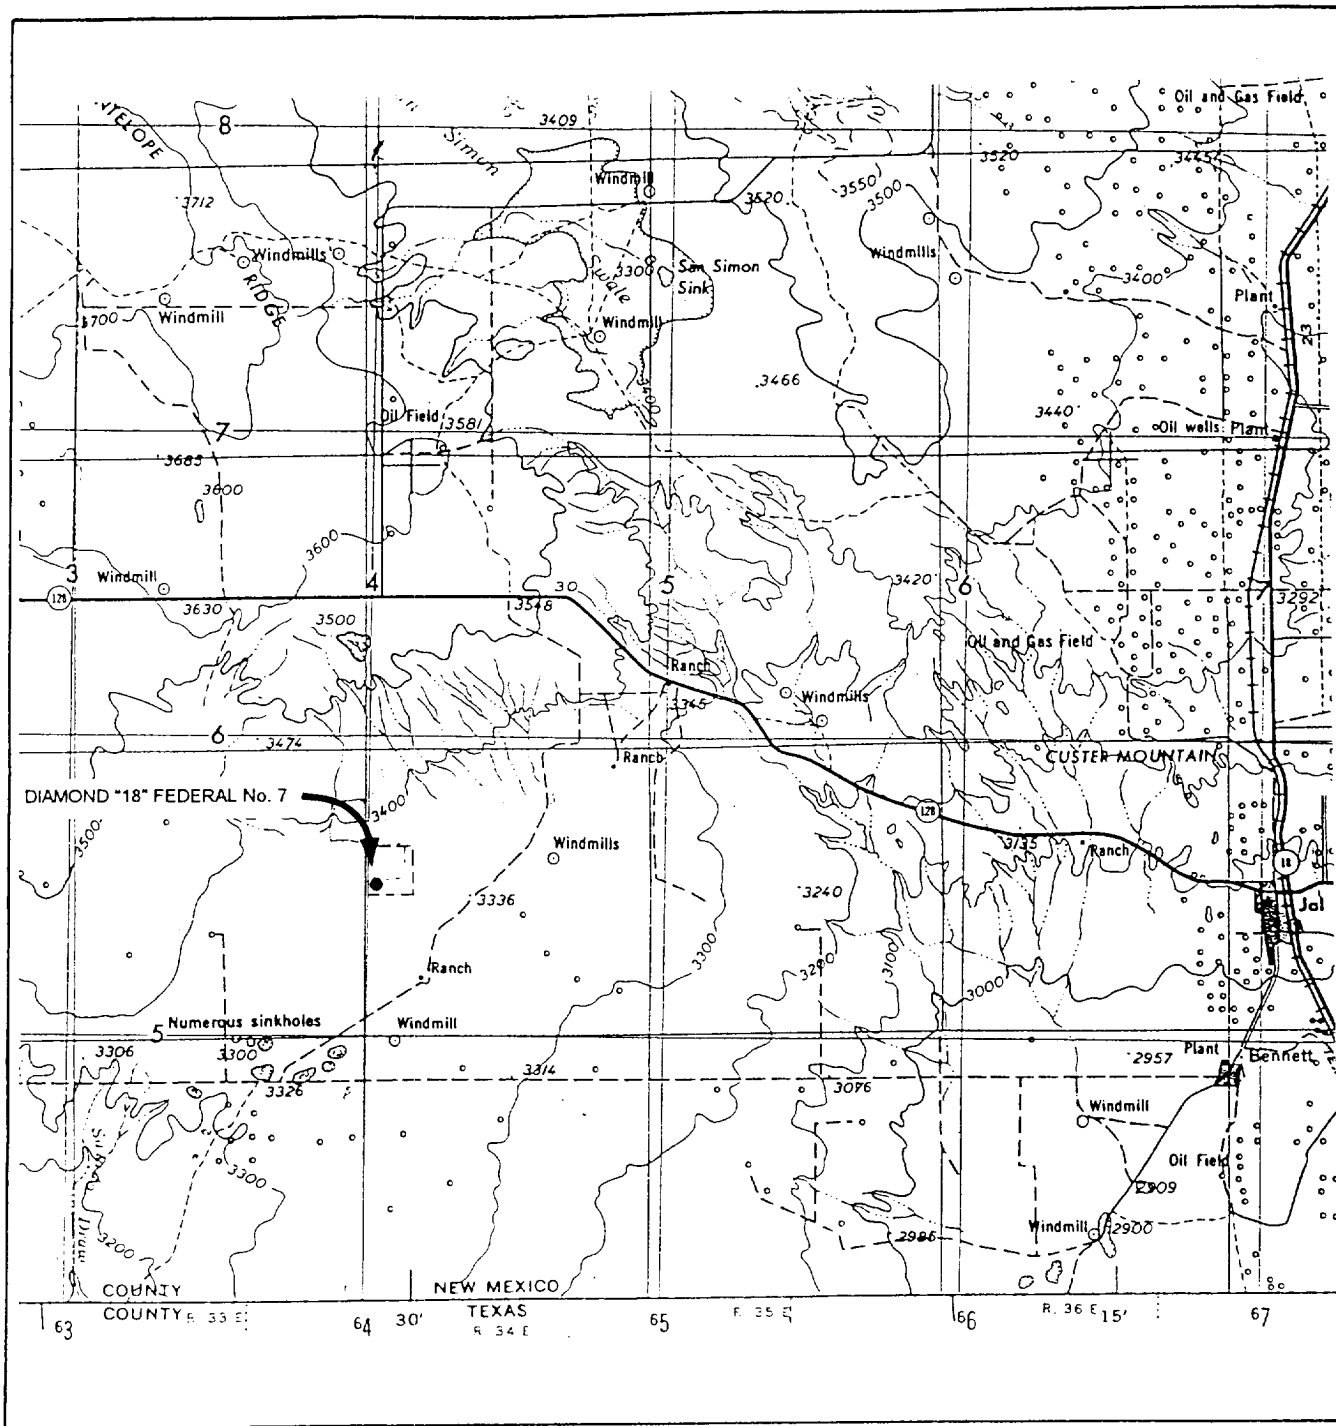 Oil and Gas Field
8
3409
Simon
3520
3445
Windmill
3550
3500
3712
3520
Windmills
3300
San Simon
Sink
Swale
Windmills
3400
RIDGE
Plant
Windmill
Windmill
23
3466
3400
Oil Field
3581
3440
7
Oil wells
Plant
3685
3600
3600
3
Windmill
4
30
5
3420
6
7
128
3630
3548
3292
3500
Oil and Gas Field
Ranch
3345
Windmills
6
3474
Ranch
CUSTER MOUNTAIN
DIAMOND "18" FEDERAL No. 7
3400
128
3500
Windmills
3135
Ranch
18
3336
3240
Jal
3300
3200
3100
Ranch
3000
5
Numerous sinkholes
Windmill
3306
3300
Plant
2957
Bennett
3326
3314
3076
Windmill
3300
Oil Field
2909
3200
Draw
2986
Windmill
2900
COUNTY
NEW MEXICO
COUNTY
TEXAS
R. 33 E
R. 34 E
R. 35 E
R. 36 E
63
64
30'
65
66
15'
67